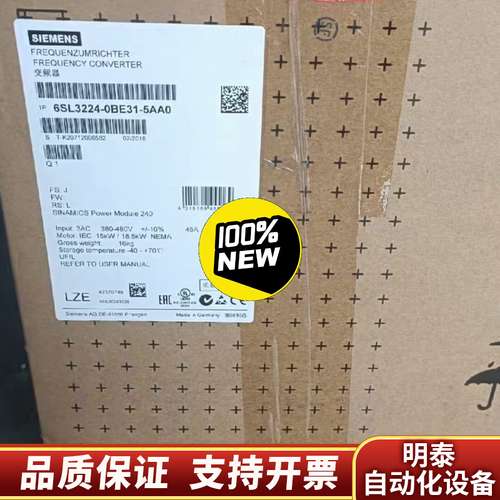 SIEMENS
FREQUENZUMRICHTER
FREQUENCY CONVERTER
变频器
1P 6SL3224-0BE31-5AA0
Q:1
FS: J
FW:
RS: L
SINAMICS Power Module 240
Input: 3AC 380-480V +/-10%
Motor: IEC 15kW / 18.5kW NEMA
Gross weight: 16kg
Storage temperature -40 - +70°C
REFER TO USER MANUAL
LZE
Siemens AG DE-91056 Erlangen
Made in Germany
100%
NEW
JS
品质保证 支持开票
明泰
自动化设备